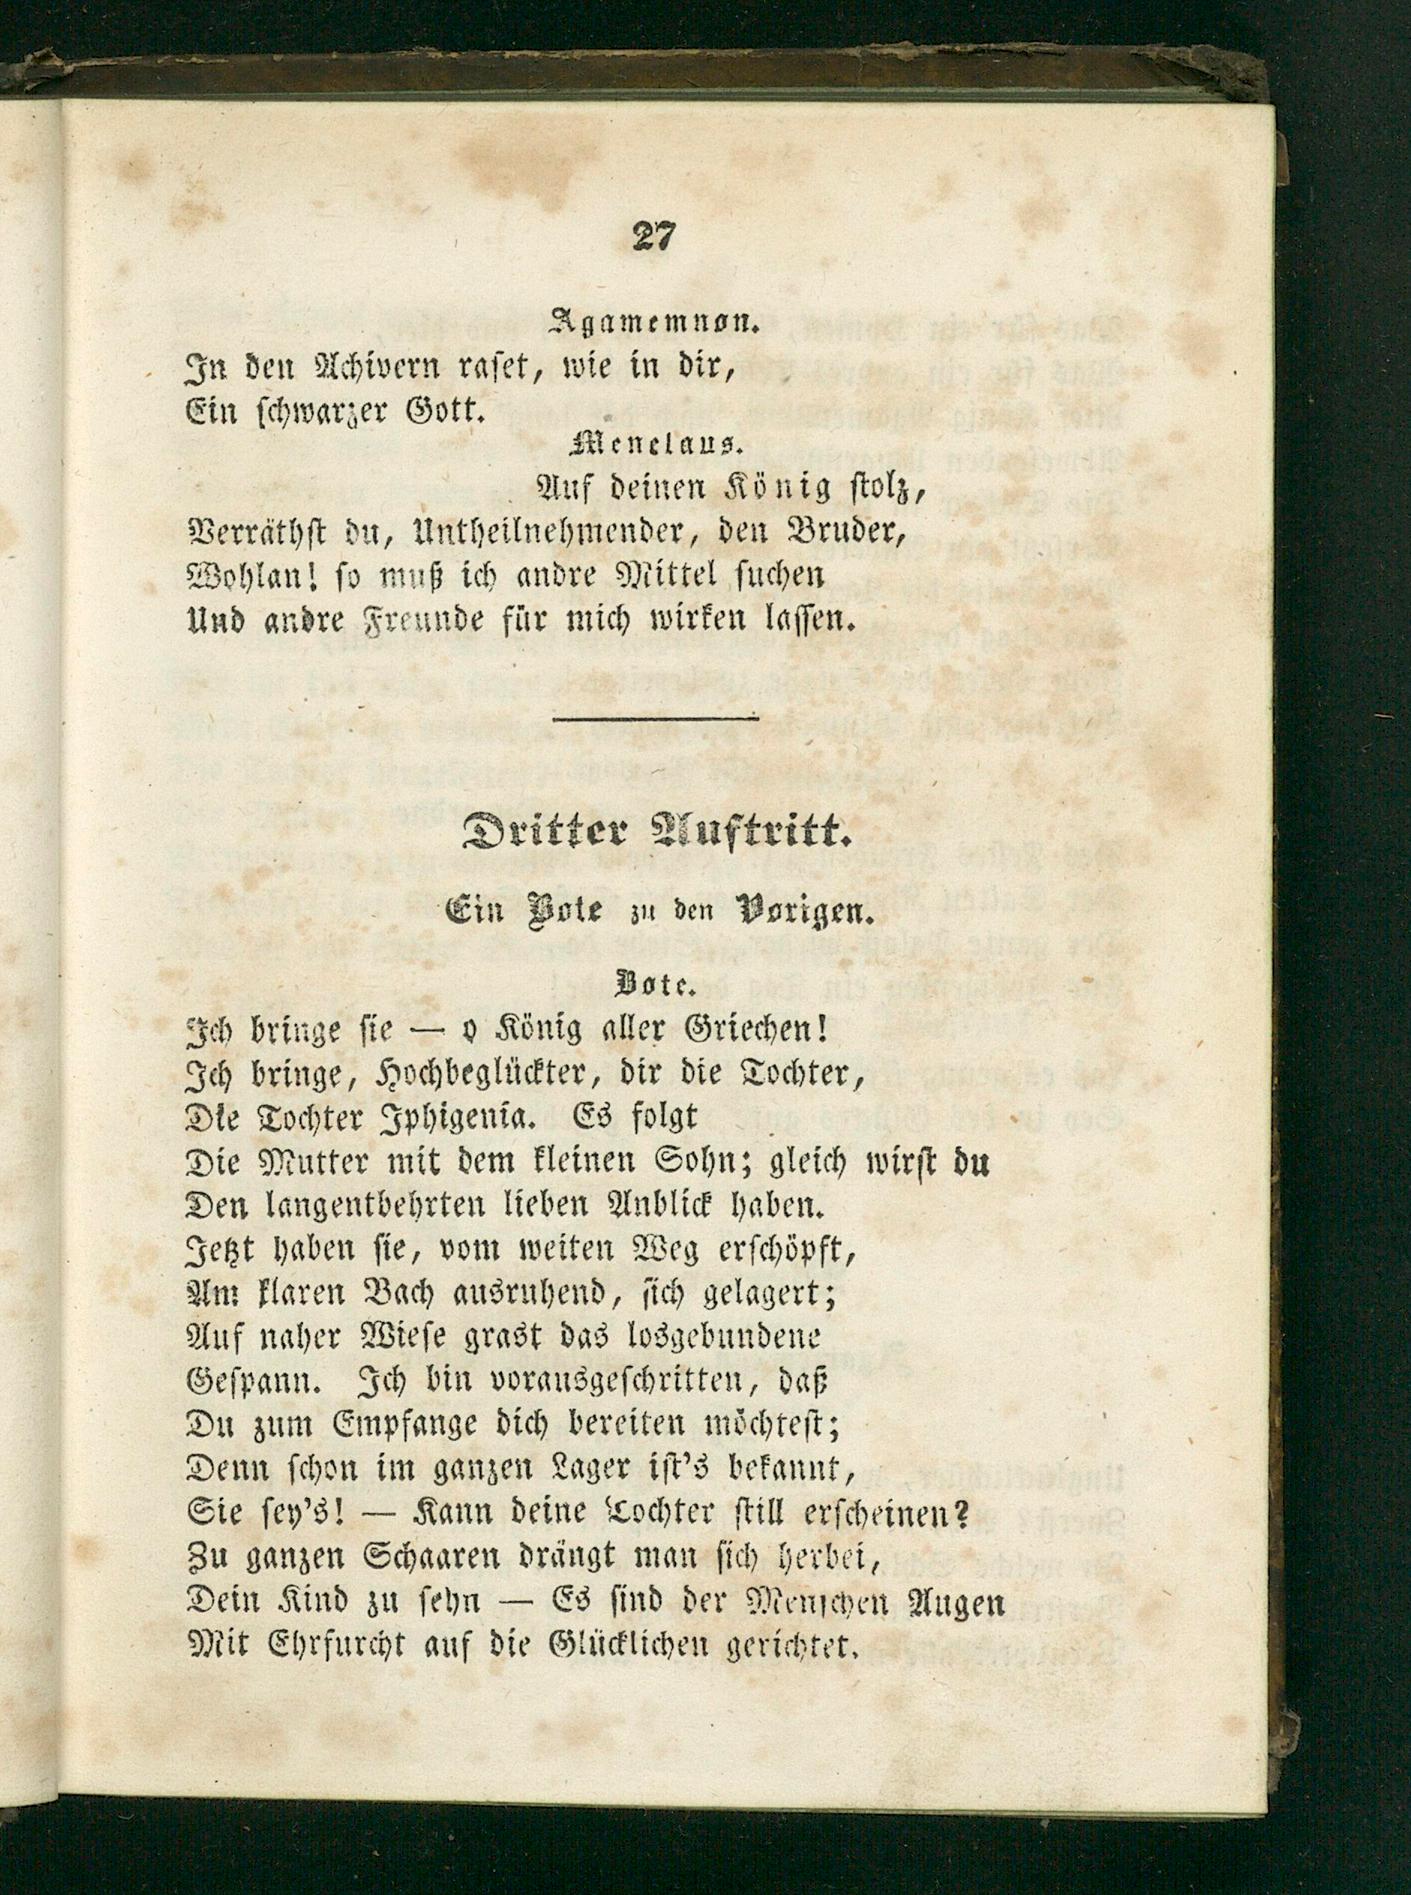 27
Agamemnon.
In den Achivern raset, wie in dir,
Ein schwarzer Gott.
Menelaus.
Auf deinen König stolz,
Verräthst du, Untheilnehmender, den Bruder,
Wohlan! so muß ich andre Mittel suchen
Und andre Freunde für mich wirken lassen.
Dritter Auftritt.
Ein Bote zu den Vorigen.
Bote.
Ich bringe sie — o König aller Griechen!
Ich bringe, Hochbeglückter, dir die Tochter,
Die Tochter Iphigenia. Es folgt
Die Mutter mit dem kleinen Sohn; gleich wirst du
Den langentbehrten lieben Anblick haben.
Jetzt haben sie, vom weiten Weg erschöpft,
Am klaren Bach ausruhend, sich gelagert;
Auf naher Wiese grast das losgebundene
Gespann. Ich bin vorausgeschritten, daß
Du zum Empfange dich bereiten möchtest;
Denn schon im ganzen Lager ist's bekannt,
Sie sey's! — Kann deine Tochter still erscheinen?
Zu ganzen Schaaren drängt man sich herbei,
Dein Kind zu sehn — Es sind der Menschen Augen
Mit Ehrfurcht auf die Glücklichen gerichtet.